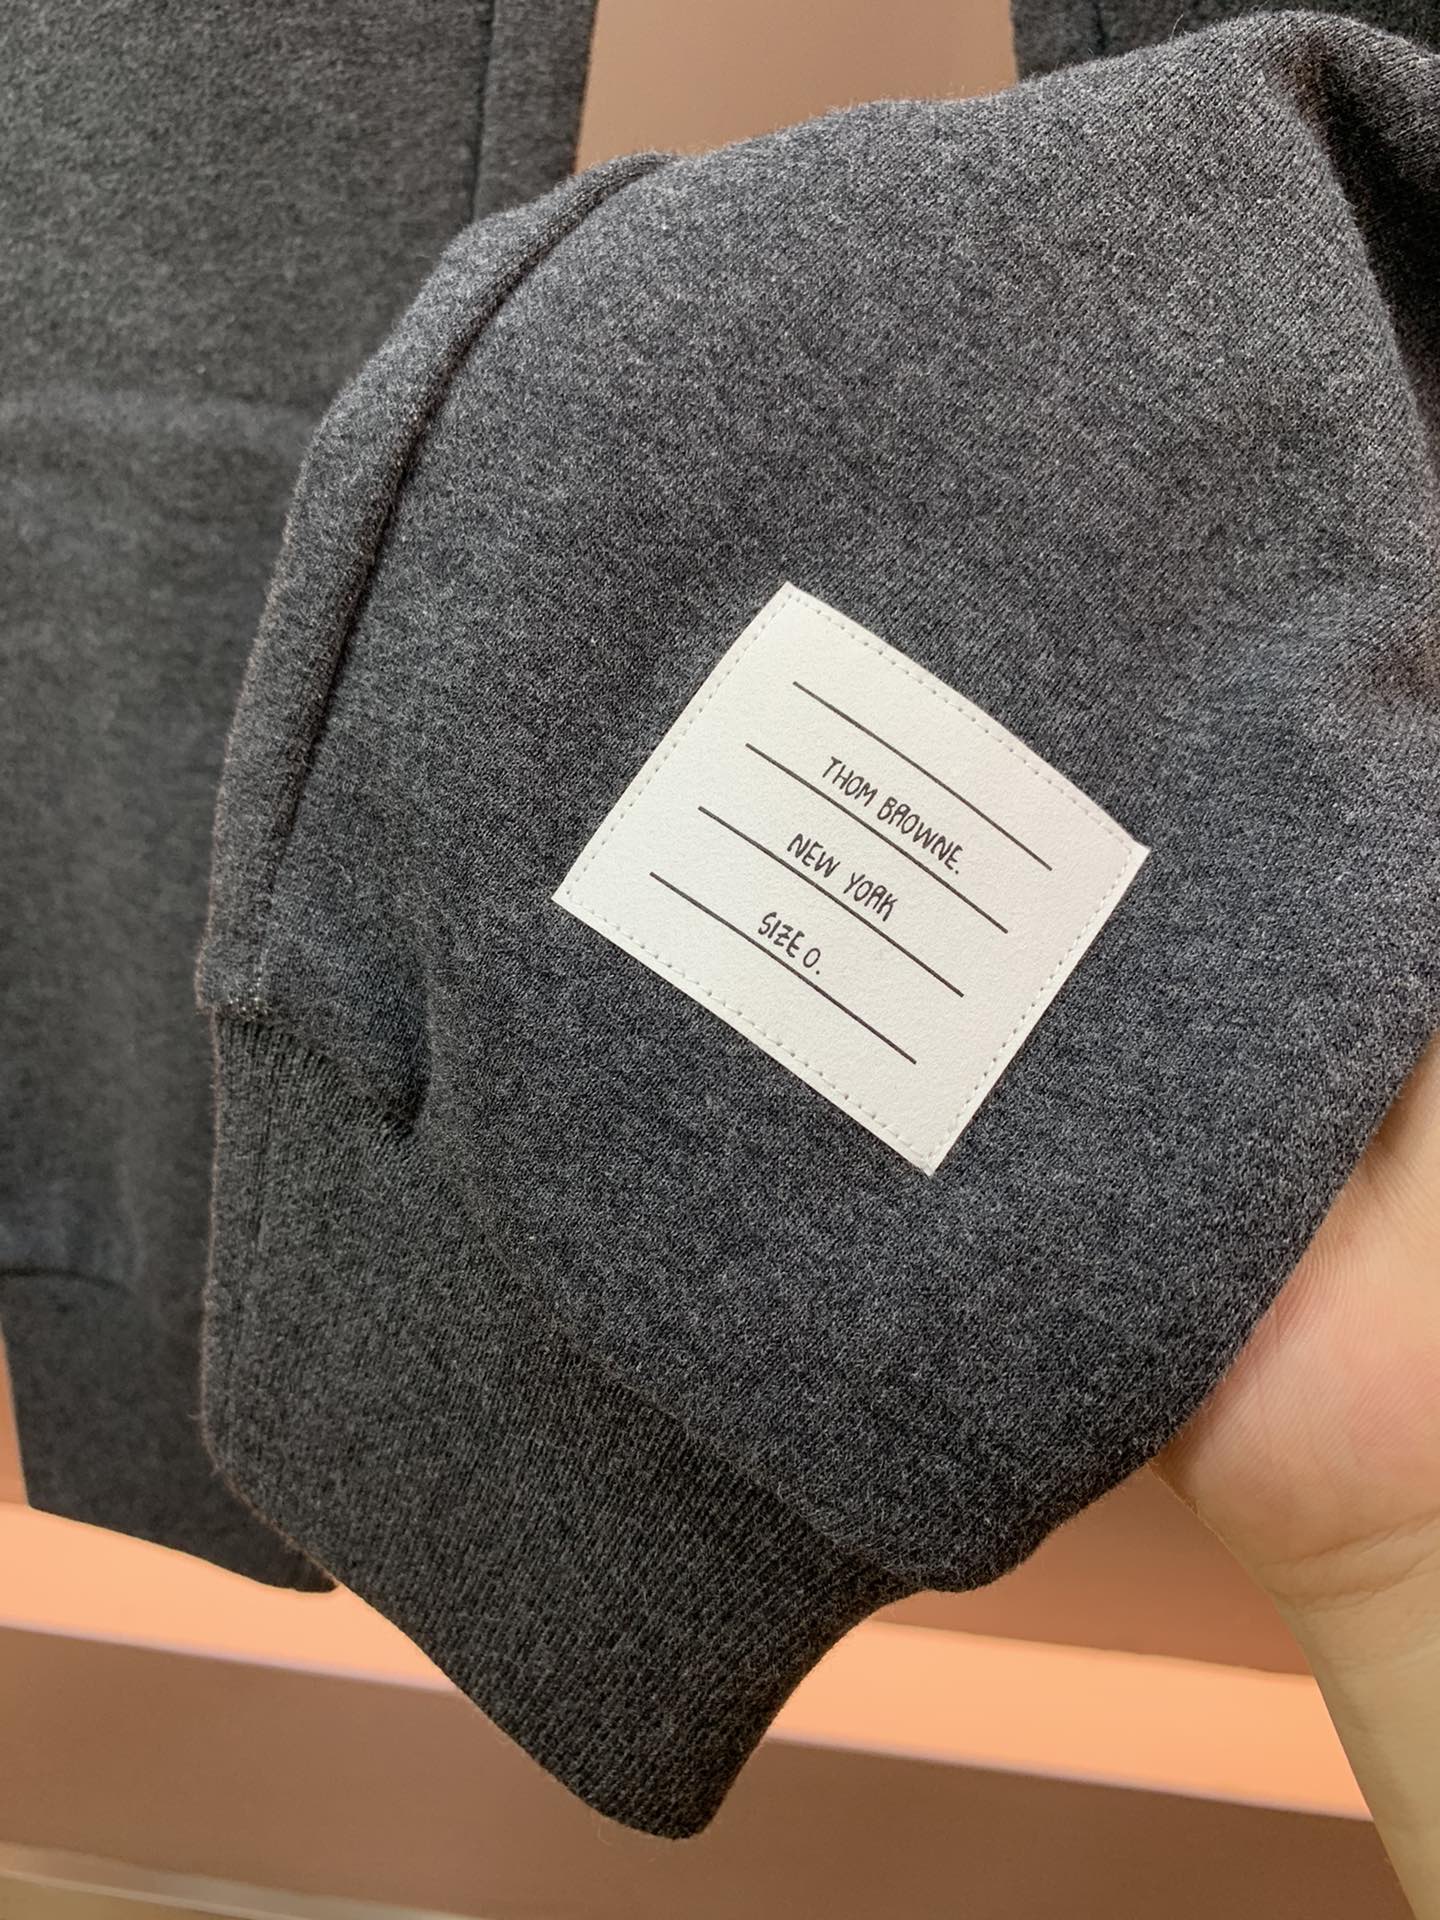 THOM BROWNE.
NEW YORK
SIZE 0.